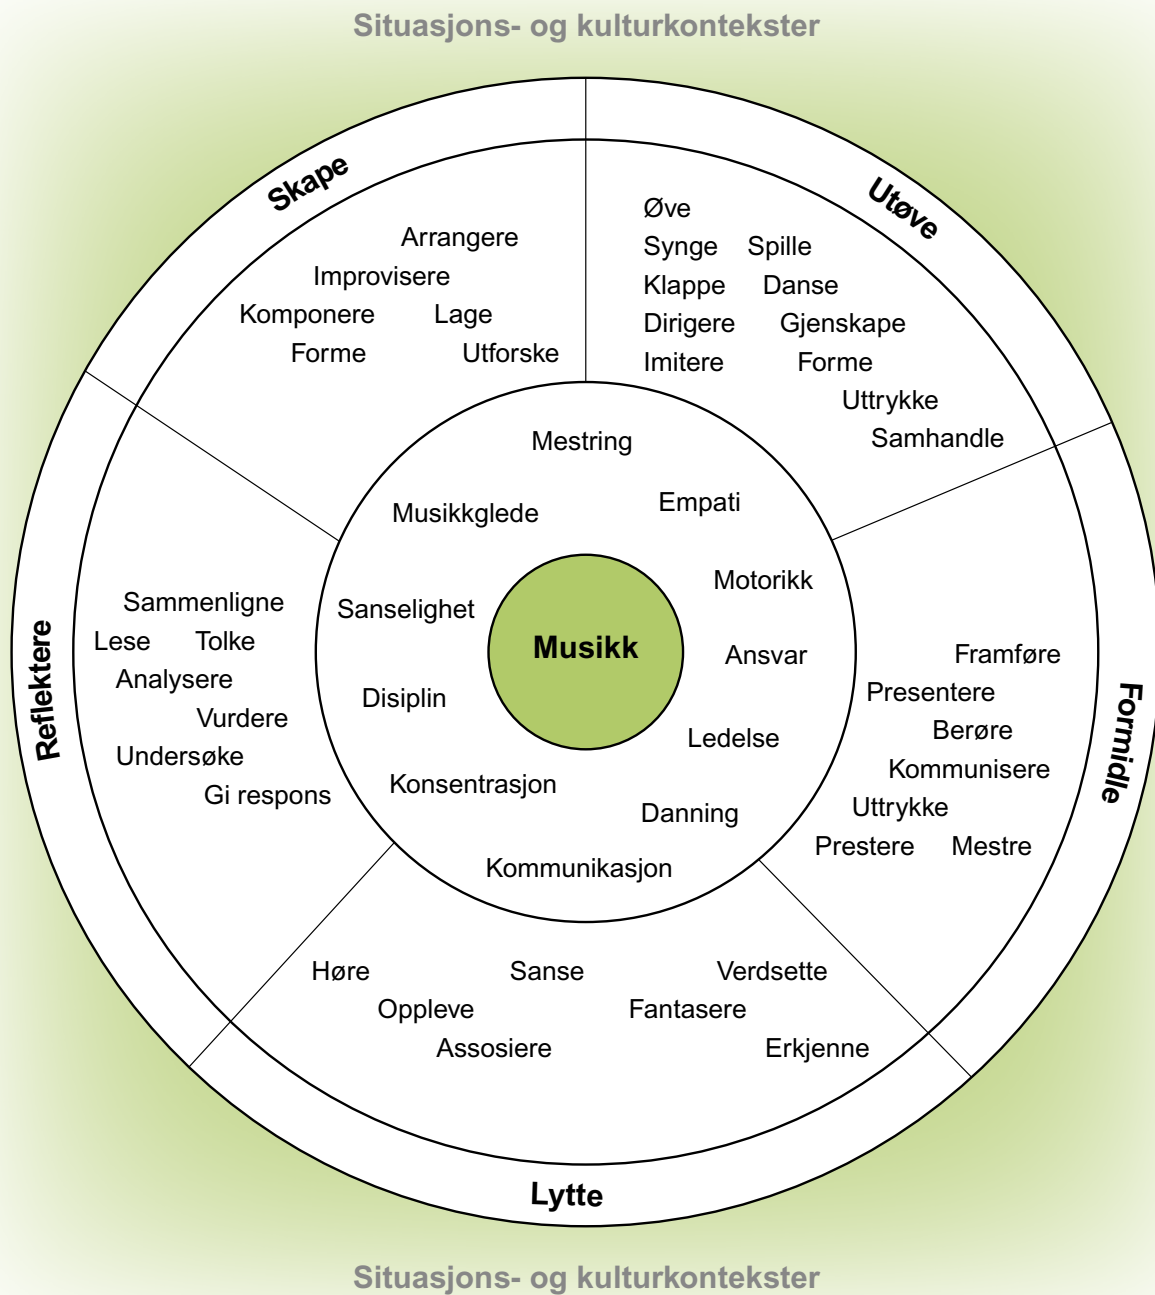 Situasjons- og kulturkontekster
Skape
Arrangere
Improvisere
Komponere Lage
Forme Utforske
Utøve
Øve
Synge Spille
Klappe Danse
Dirigere Gjenskape
Imitere Forme
Uttrykke
Samhandle
Formidle
Framføre
Presentere
Berøre
Kommunisere
Uttrykke
Prestere Mestre
Lytte
Høre Sanse Verdsette
Oppleve Fantasere
Assosiere Erkjenne
Reflektere
Sammenligne
Lese Tolke
Analysere
Vurdere
Undersøke
Gi respons
Mestring
Empati
Musikkglede
Motorikk
Sanselighet
Ansvar
Disiplin
Ledelse
Konsentrasjon
Danning
Kommunikasjon
Musikk
Situasjons- og kulturkontekster